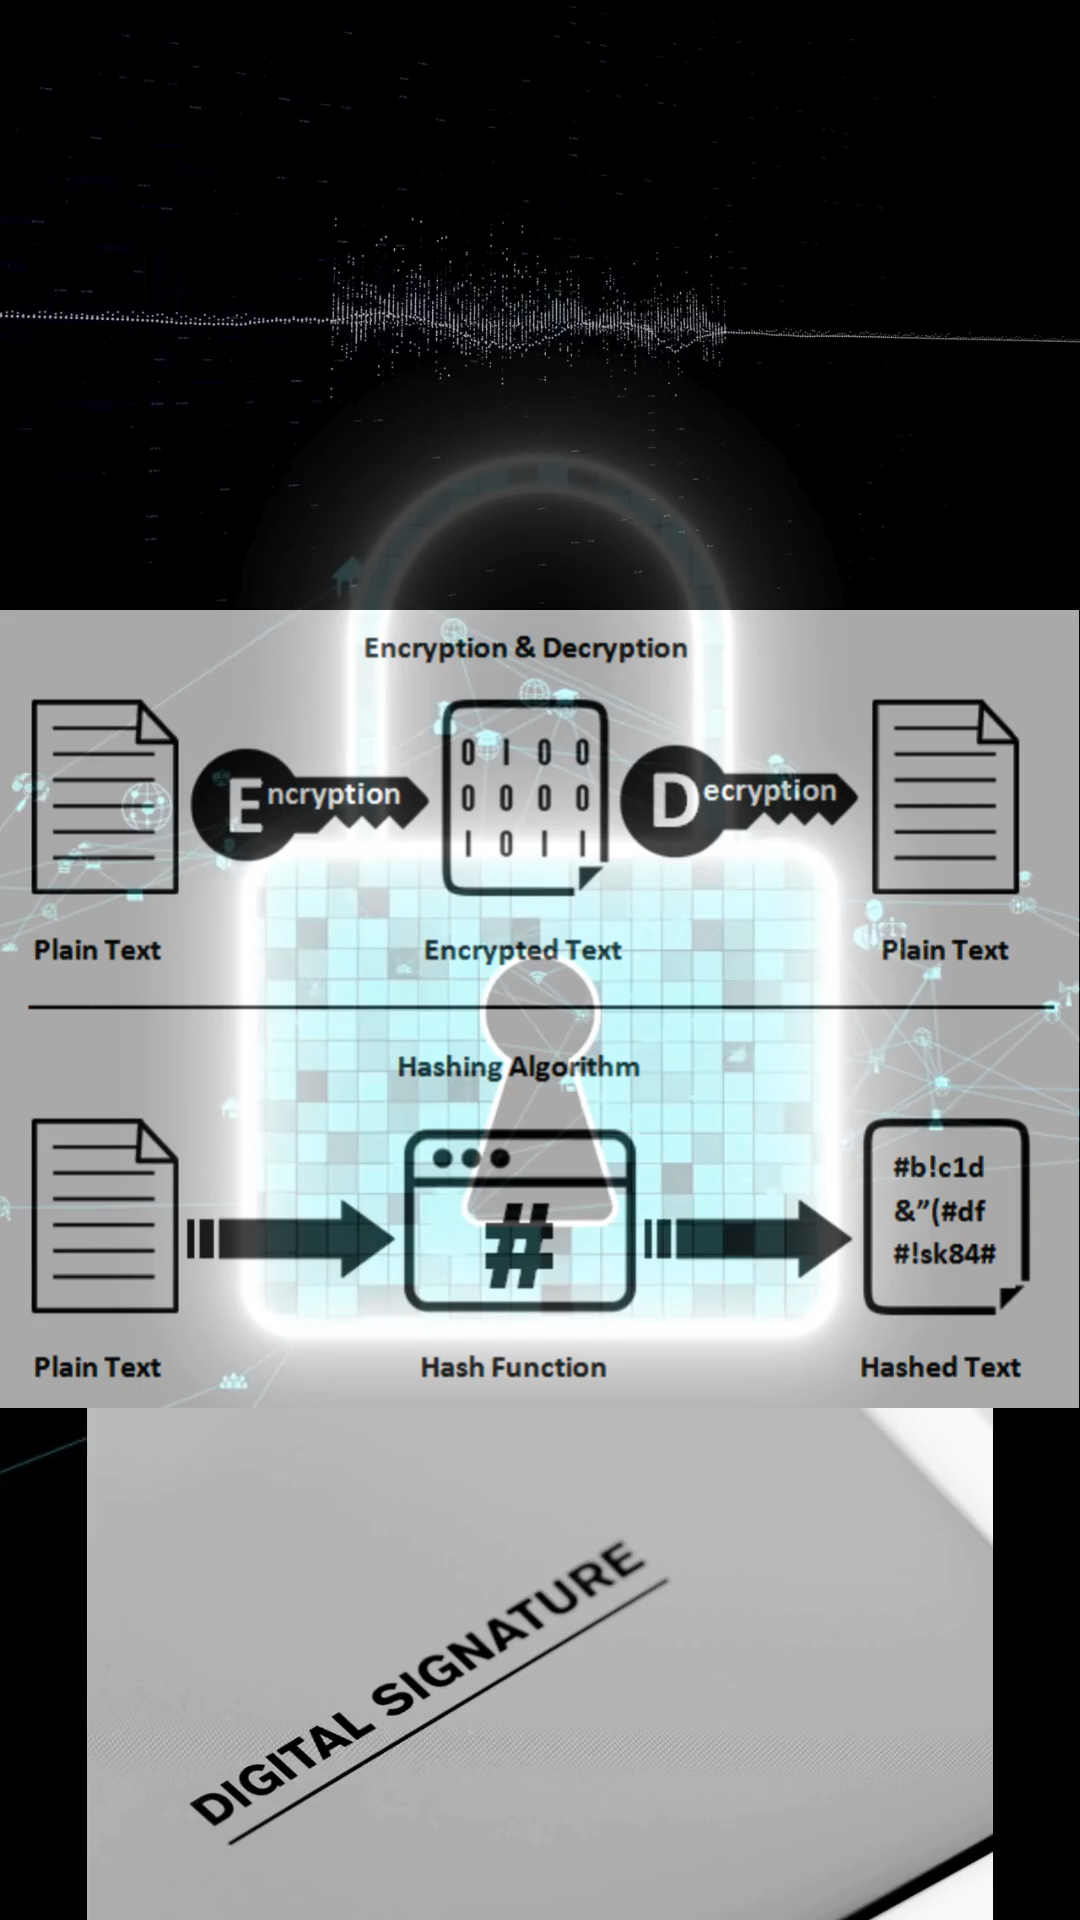 Encryption & Decryption
0 1 0 0
0 0 0 0
1 0 1 1
Encryption
Decryption
Plain Text
Encrypted Text
Plain Text
Hashing Algorithm
#
#b!c1d
&”(#df
#!sk84#
Plain Text
Hash Function
Hashed Text
DIGITAL SIGNATURE